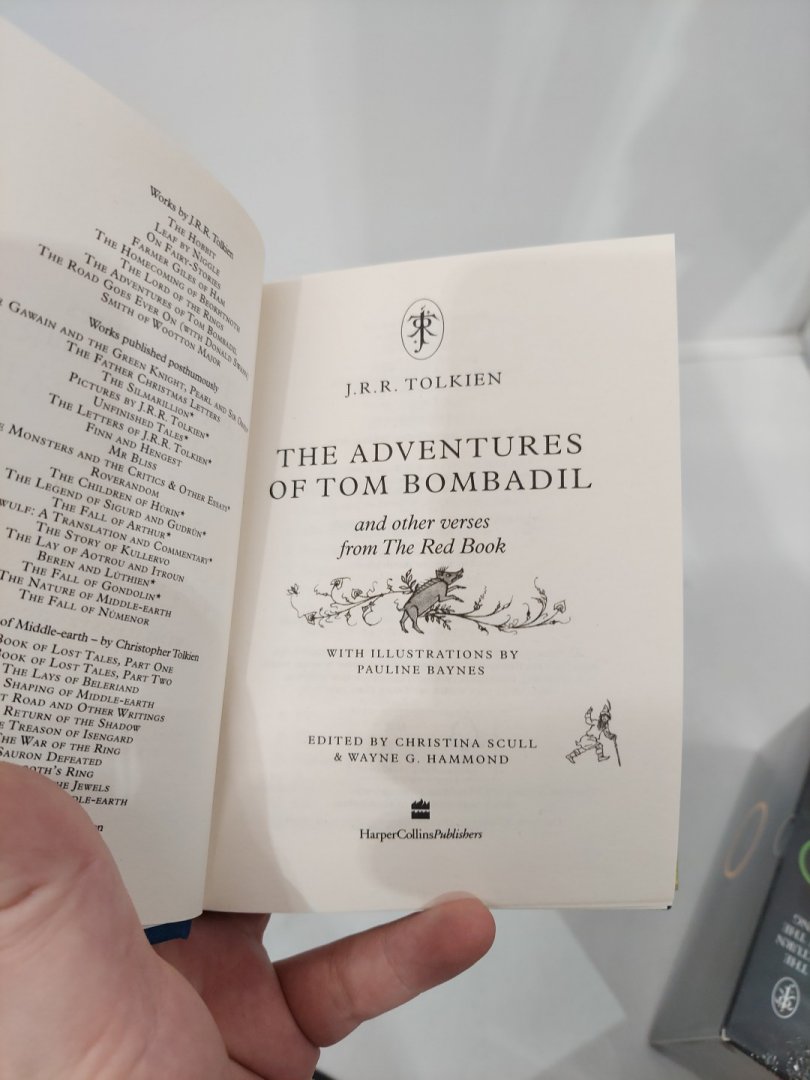 Works by J.R.R. Tolkien
THE HOBBIT
LEAF BY NIGGLE
ON FAIRY-STORIES
FARMER GILES OF HAM
THE HOMECOMING OF BEORHTNOTH
THE LORD OF THE RINGS
THE ADVENTURES OF TOM BOMBADIL
THE ROAD GOES EVER ON (WITH DONALD SWANN)
SMITH OF WOOTTON MAJOR
Works published posthumously
GAWAIN AND THE GREEN KNIGHT, PEARL AND SIR
THE FATHER CHRISTMAS LETTERS
THE SILMARILLION*
PICTURES BY J.R.R. TOLKIEN*
UNFINISHED TALES*
THE LETTERS OF J.R.R. TOLKIEN*
FINN AND HENGEST
MR BLISS
MONSTERS AND THE CRITICS & OTHER ESSAYS*
ROVERANDOM
THE CHILDREN OF HÚRIN*
THE LEGEND OF SIGURD AND GUDRÚN*
THE FALL OF ARTHUR*
WULF: A TRANSLATION AND COMMENTARY*
THE STORY OF KULLERVO
THE LAY OF AOTROU AND ITROUN
BEREN AND LÚTHIEN*
THE FALL OF GONDOLIN*
THE NATURE OF MIDDLE-EARTH
THE FALL OF NÚMENOR
of Middle-earth – by Christopher Tolkien
BOOK OF LOST TALES, PART ONE
BOOK OF LOST TALES, PART TWO
THE LAYS OF BELERIAND
SHAPING OF MIDDLE-EARTH
ROAD AND OTHER WRITINGS
RETURN OF THE SHADOW
TREASON OF ISENGARD
THE WAR OF THE RING
SAURON DEFEATED
RING
THE JEWELS
J.R.R. TOLKIEN
THE ADVENTURES
OF TOM BOMBADIL
and other verses
from The Red Book
WITH ILLUSTRATIONS BY
PAULINE BAYNES
EDITED BY CHRISTINA SCULL
& WAYNE G. HAMMOND
HarperCollinsPublishers